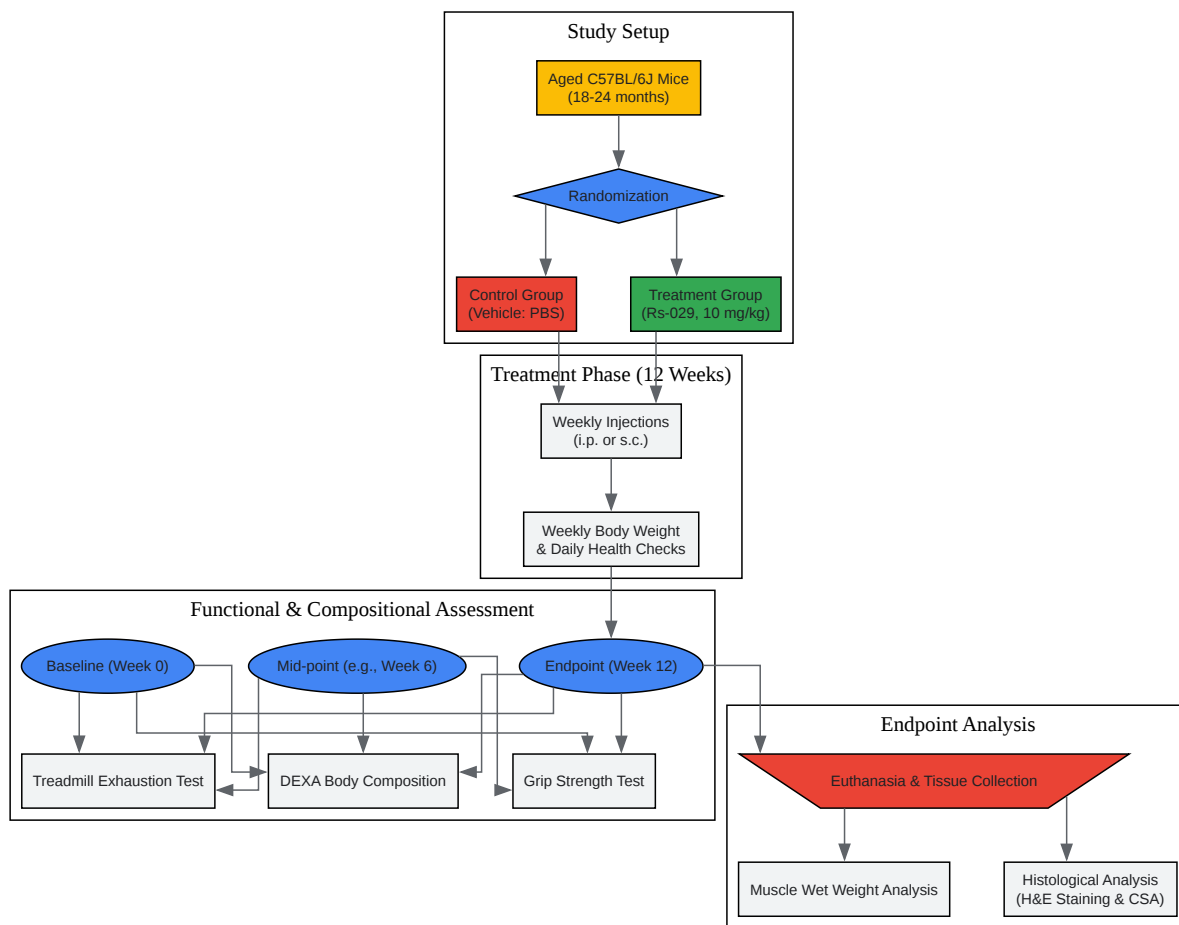 Study Setup
Aged C57BL/6J Mice
(18-24 months)
Randomization
Control Group
(Vehicle: PBS)
Treatment Group
(Rs-029, 10 mg/kg)
Treatment Phase (12 Weeks)
Weekly Injections
(i.p. or s.c.)
Weekly Body Weight
& Daily Health Checks
Functional & Compositional Assessment
Baseline (Week 0)
Mid-point (e.g., Week 6)
Endpoint (Week 12)
Treadmill Exhaustion Test
DEXA Body Composition
Grip Strength Test
Endpoint Analysis
Euthanasia & Tissue Collection
Muscle Wet Weight Analysis
Histological Analysis
(H&E Staining & CSA)